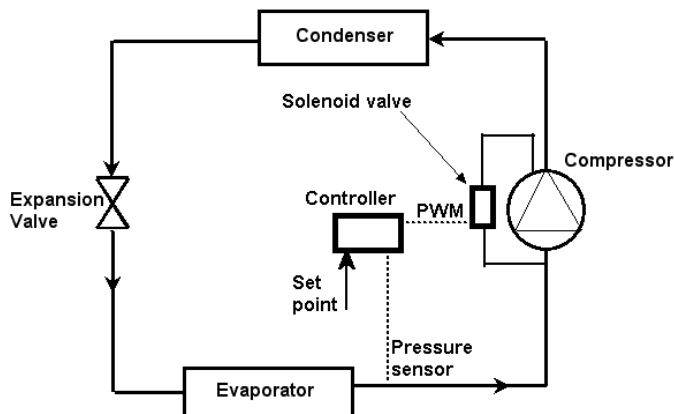 Condenser
Solenoid valve
Compressor
Expansion
Valve
Controller
PWM
Set
point
Pressure
sensor
Evaporator